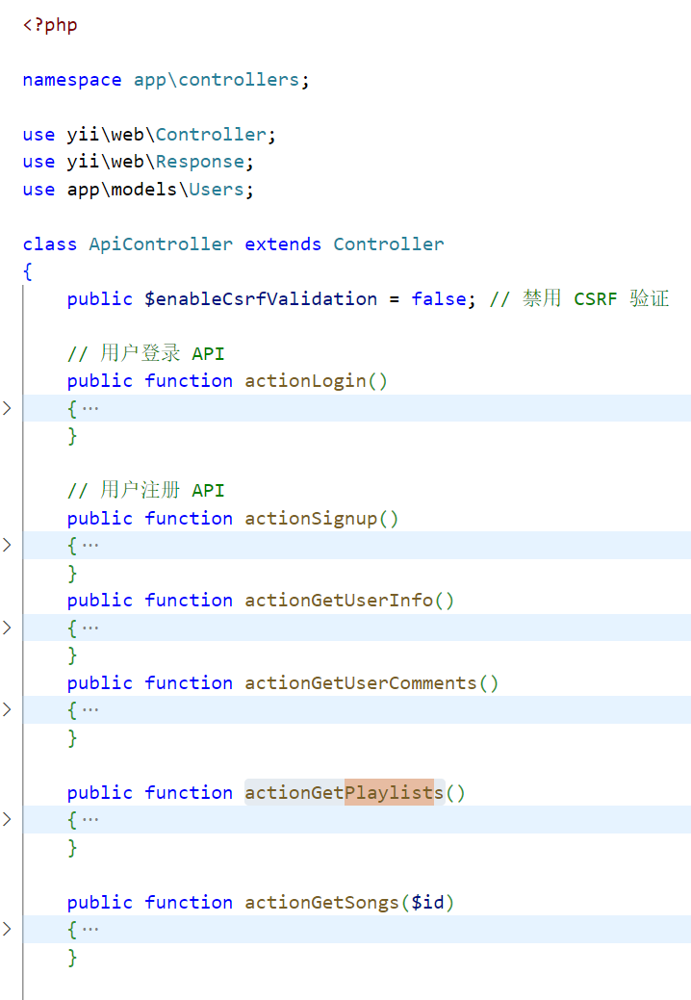 <?php
namespace app\controllers;
use yii\web\Controller;
use yii\web\Response;
use app\models\Users;
class ApiController extends Controller
{
public $enableCsrfValidation = false; // 禁用 CSRF 验证
// 用户登录 API
public function actionLogin()
{ ···
}
// 用户注册 API
public function actionSignup()
{ ···
}
public function actionGetUserInfo()
{ ···
}
public function actionGetUserComments()
{ ···
}
public function actionGetPlaylists()
{ ···
}
public function actionGetSongs($id)
{ ···
}